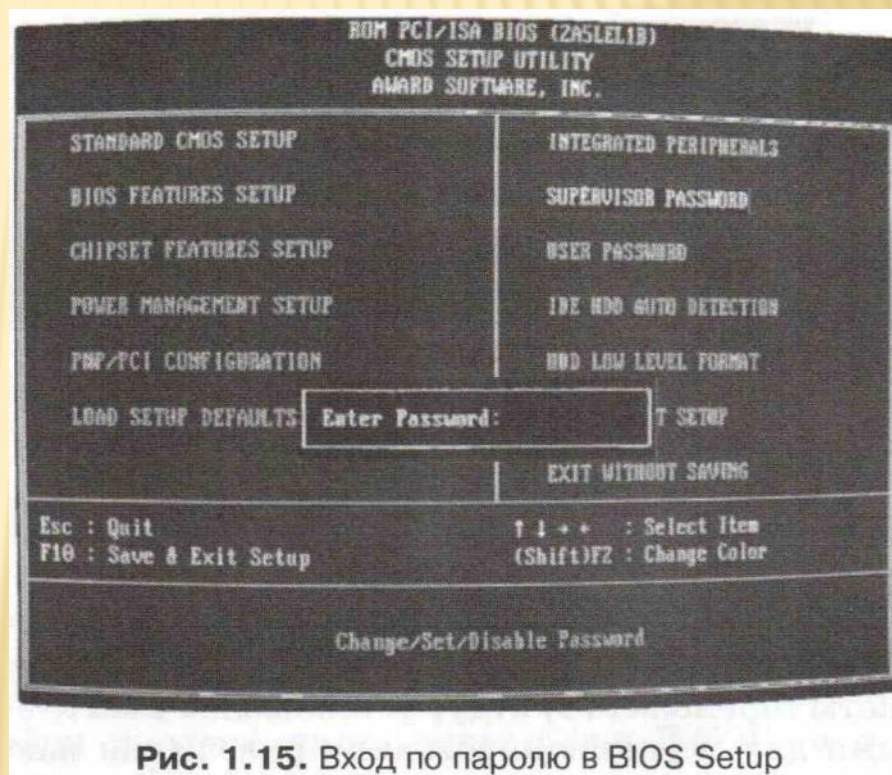 ROM PCI/ISA BIOS (2A5LEL1B)
CMOS SETUP UTILITY
AWARD SOFTWARE, INC.
STANDARD CMOS SETUP
BIOS FEATURES SETUP
CHIPSET FEATURES SETUP
POWER MANAGEMENT SETUP
PNP/PCI CONFIGURATION
LOAD SETUP DEFAULTS
INTEGRATED PERIPHERALS
SUPERVISOR PASSWORD
USER PASSWORD
IDE HDD AUTO DETECTION
HDD LOW LEVEL FORMAT
T SETUP
EXIT WITHOUT SAVING
Enter Password:
Esc : Quit
F10 : Save & Exit Setup
↑ ↓ → ← : Select Item
(Shift)F2 : Change Color
Change/Set/Disable Password
Рис. 1.15. Вход по паролю в BIOS Setup